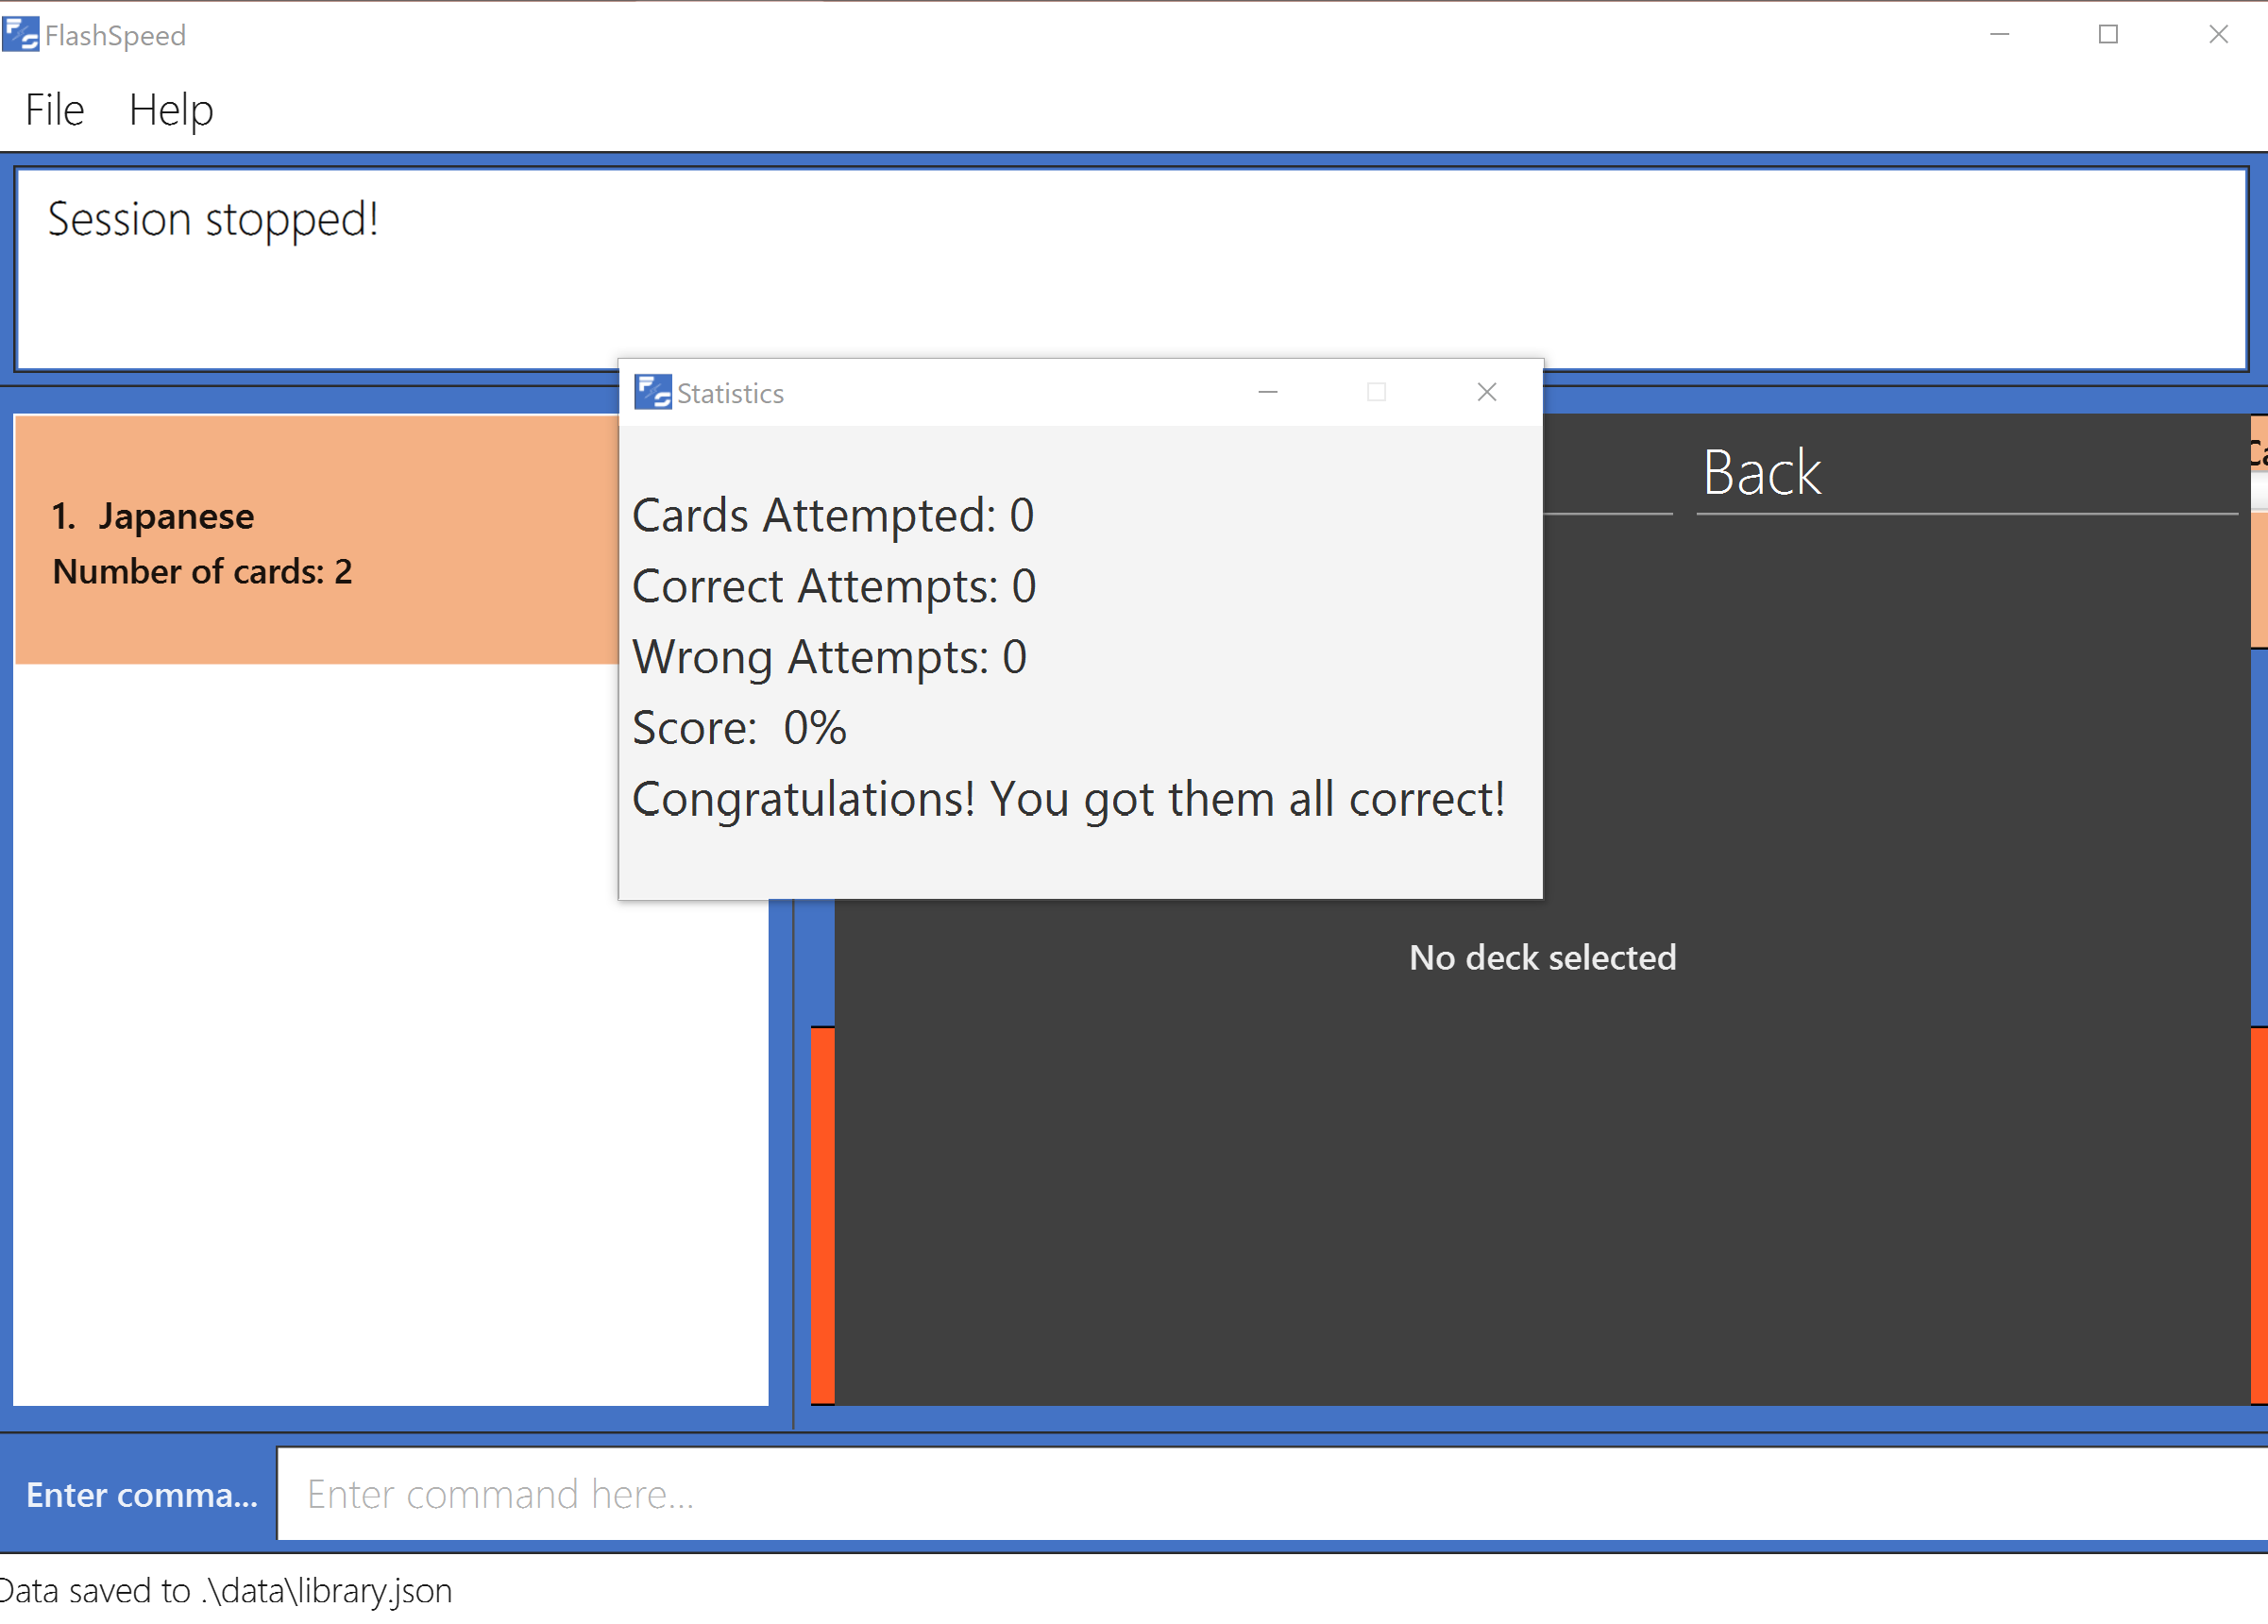 FlashSpeed
File Help
Session stopped!
Statistics
Cards Attempted: 0
Correct Attempts: 0
Wrong Attempts: 0
Score: 0%
Congratulations! You got them all correct!
1. Japanese
Number of cards: 2
Back
No deck selected
Enter comma...
Enter command here...
Data saved to .\data\library.json